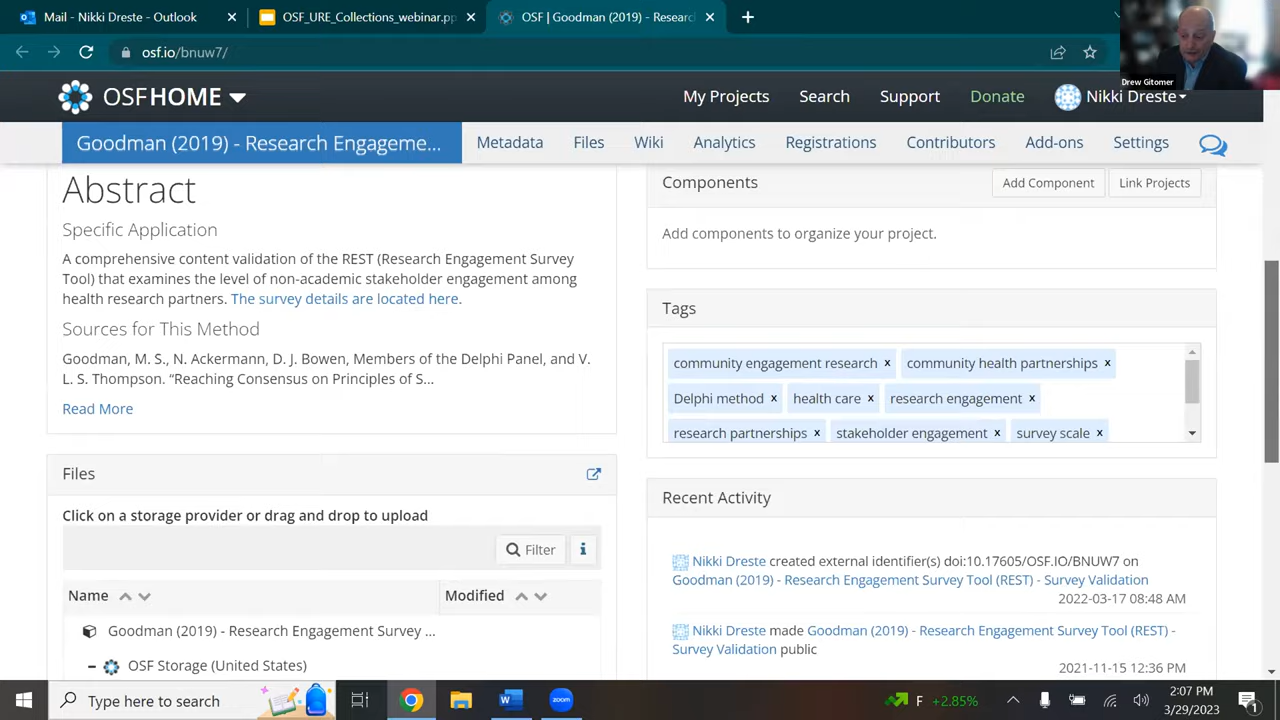 Mail - Nikki Dreste - Outlook
OSF_URE_Collections_webinar.pp
OSF | Goodman (2019) - Researc
osf.io/bnuw7/
Drew Gitomer
OSFHOME
My Projects
Search
Support
Donate
Nikki Dreste
Goodman (2019) - Research Engageme...
Metadata
Files
Wiki
Analytics
Registrations
Contributors
Add-ons
Settings
Abstract
Specific Application
A comprehensive content validation of the REST (Research Engagement Survey
Tool) that examines the level of non-academic stakeholder engagement among
health research partners. The survey details are located here.
Sources for This Method
Goodman, M. S., N. Ackermann, D. J. Bowen, Members of the Delphi Panel, and V.
L. S. Thompson. “Reaching Consensus on Principles of S...
Read More
Files
Click on a storage provider or drag and drop to upload
Filter
i
Name
Modified
Goodman (2019) - Research Engagement Survey ...
OSF Storage (United States)
Components
Add Component
Link Projects
Add components to organize your project.
Tags
community engagement research x
community health partnerships x
Delphi method x
health care x
research engagement x
research partnerships x
stakeholder engagement x
survey scale x
Recent Activity
Nikki Dreste created external identifier(s) doi:10.17605/OSF.IO/BNUW7 on
Goodman (2019) - Research Engagement Survey Tool (REST) - Survey Validation
2022-03-17 08:48 AM
Nikki Dreste made Goodman (2019) - Research Engagement Survey Tool (REST) -
Survey Validation public
2021-11-15 12:36 PM
Type here to search
zoom
F +2.85%
2:07 PM
3/29/2023
1